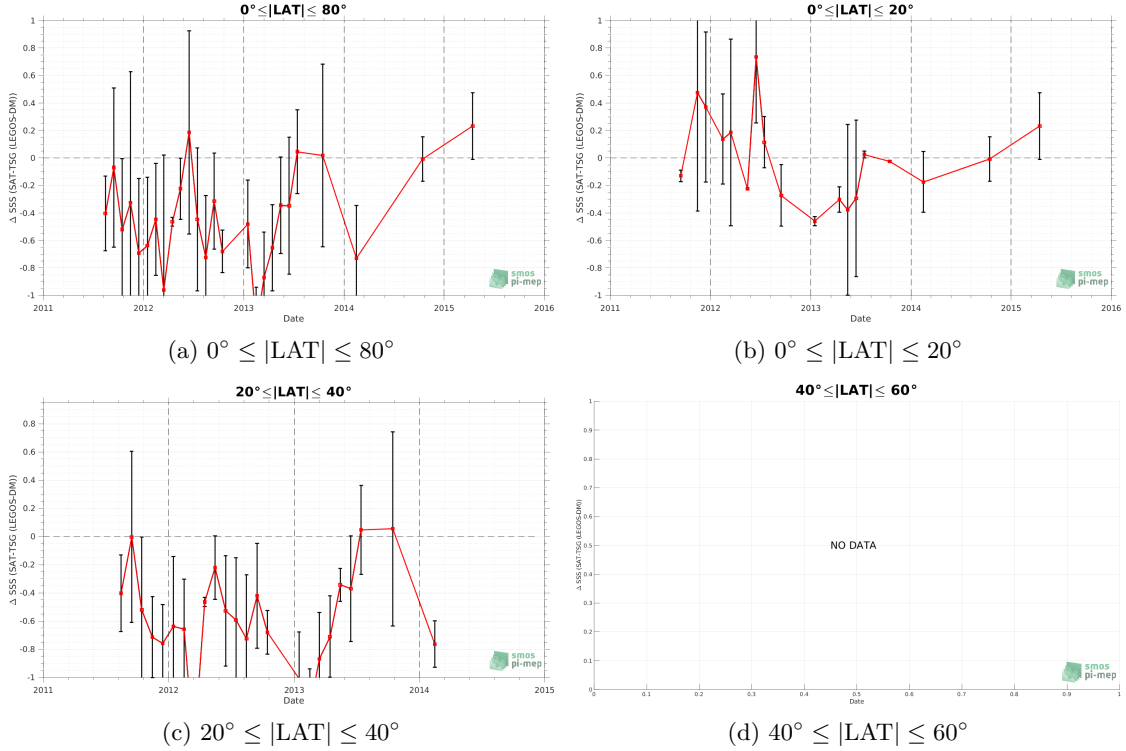 0°≤|LAT|≤ 80°
Δ SSS (SAT-TSG (LEGOS-DM))
1
0.8
0.6
0.4
0.2
0
-0.2
-0.4
-0.6
-0.8
-1
2011 2012 2013 2014 2015 2016
Date
smos
pi-mep
(a) 0° ≤ |LAT| ≤ 80°
0°≤|LAT|≤ 20°
Δ SSS (SAT-TSG (LEGOS-DM))
1
0.8
0.6
0.4
0.2
0
-0.2
-0.4
-0.6
-0.8
-1
2011 2012 2013 2014 2015 2016
Date
smos
pi-mep
(b) 0° ≤ |LAT| ≤ 20°
20°≤|LAT|≤ 40°
Δ SSS (SAT-TSG (LEGOS-DM))
0.8
0.6
0.4
0.2
0
-0.2
-0.4
-0.6
-0.8
-1
2011 2012 2013 2014 2015
Date
smos
pi-mep
(c) 20° ≤ |LAT| ≤ 40°
40°≤|LAT|≤ 60°
Δ SSS (SAT-TSG (LEGOS-DM))
1
0.9
0.8
0.7
0.6
0.5
0.4
0.3
0.2
0.1
0
NO DATA
0 0.1 0.2 0.3 0.4 0.5 0.6 0.7 0.8 0.9 1
Date
smos
pi-mep
(d) 40° ≤ |LAT| ≤ 60°